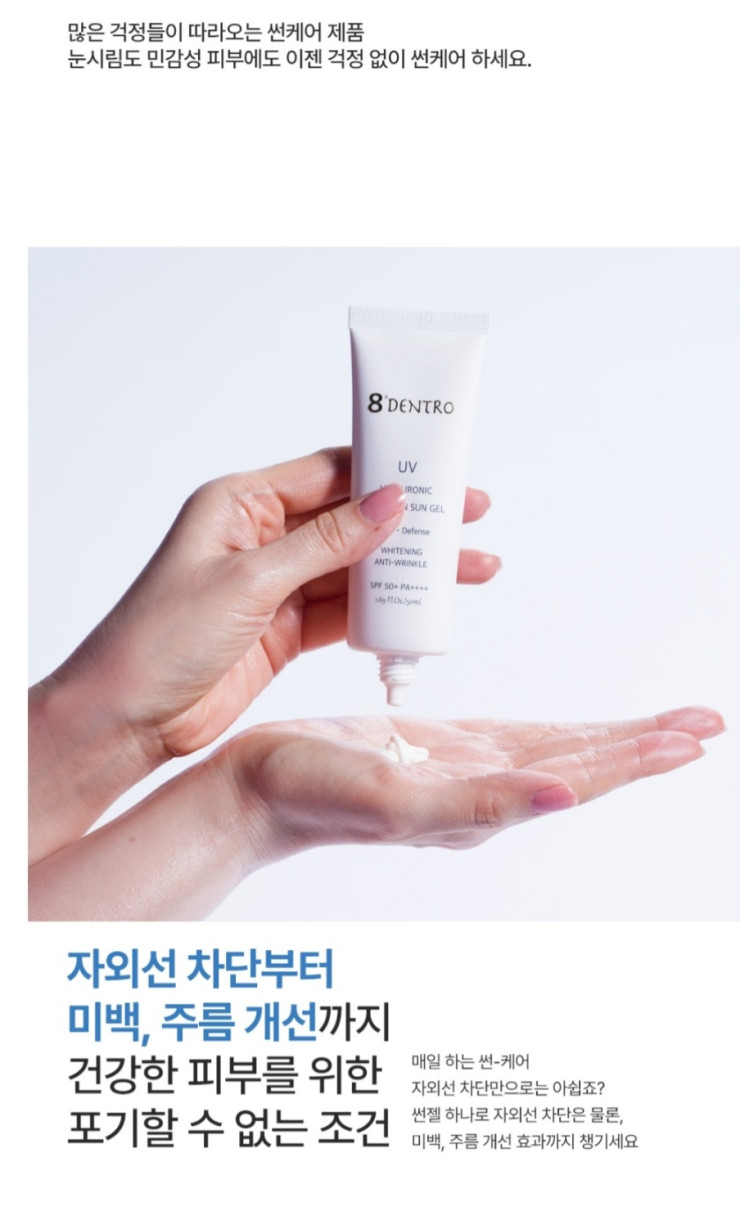 많은 걱정들이 따라오는 썬케어 제품
눈시림도 민감성 피부에도 이젠 걱정 없이 썬케어 하세요.
8°DENTRO
UV
SUN GEL
- Defense
WHITENING
ANTI-WRINKLE
SPF 50+ PA++++
자외선 차단부터
미백, 주름 개선까지
건강한 피부를 위한
포기할 수 없는 조건
매일 하는 썬-케어
자외선 차단만으로는 아쉽죠?
썬젤 하나로 자외선 차단은 물론,
미백, 주름 개선 효과까지 챙기세요